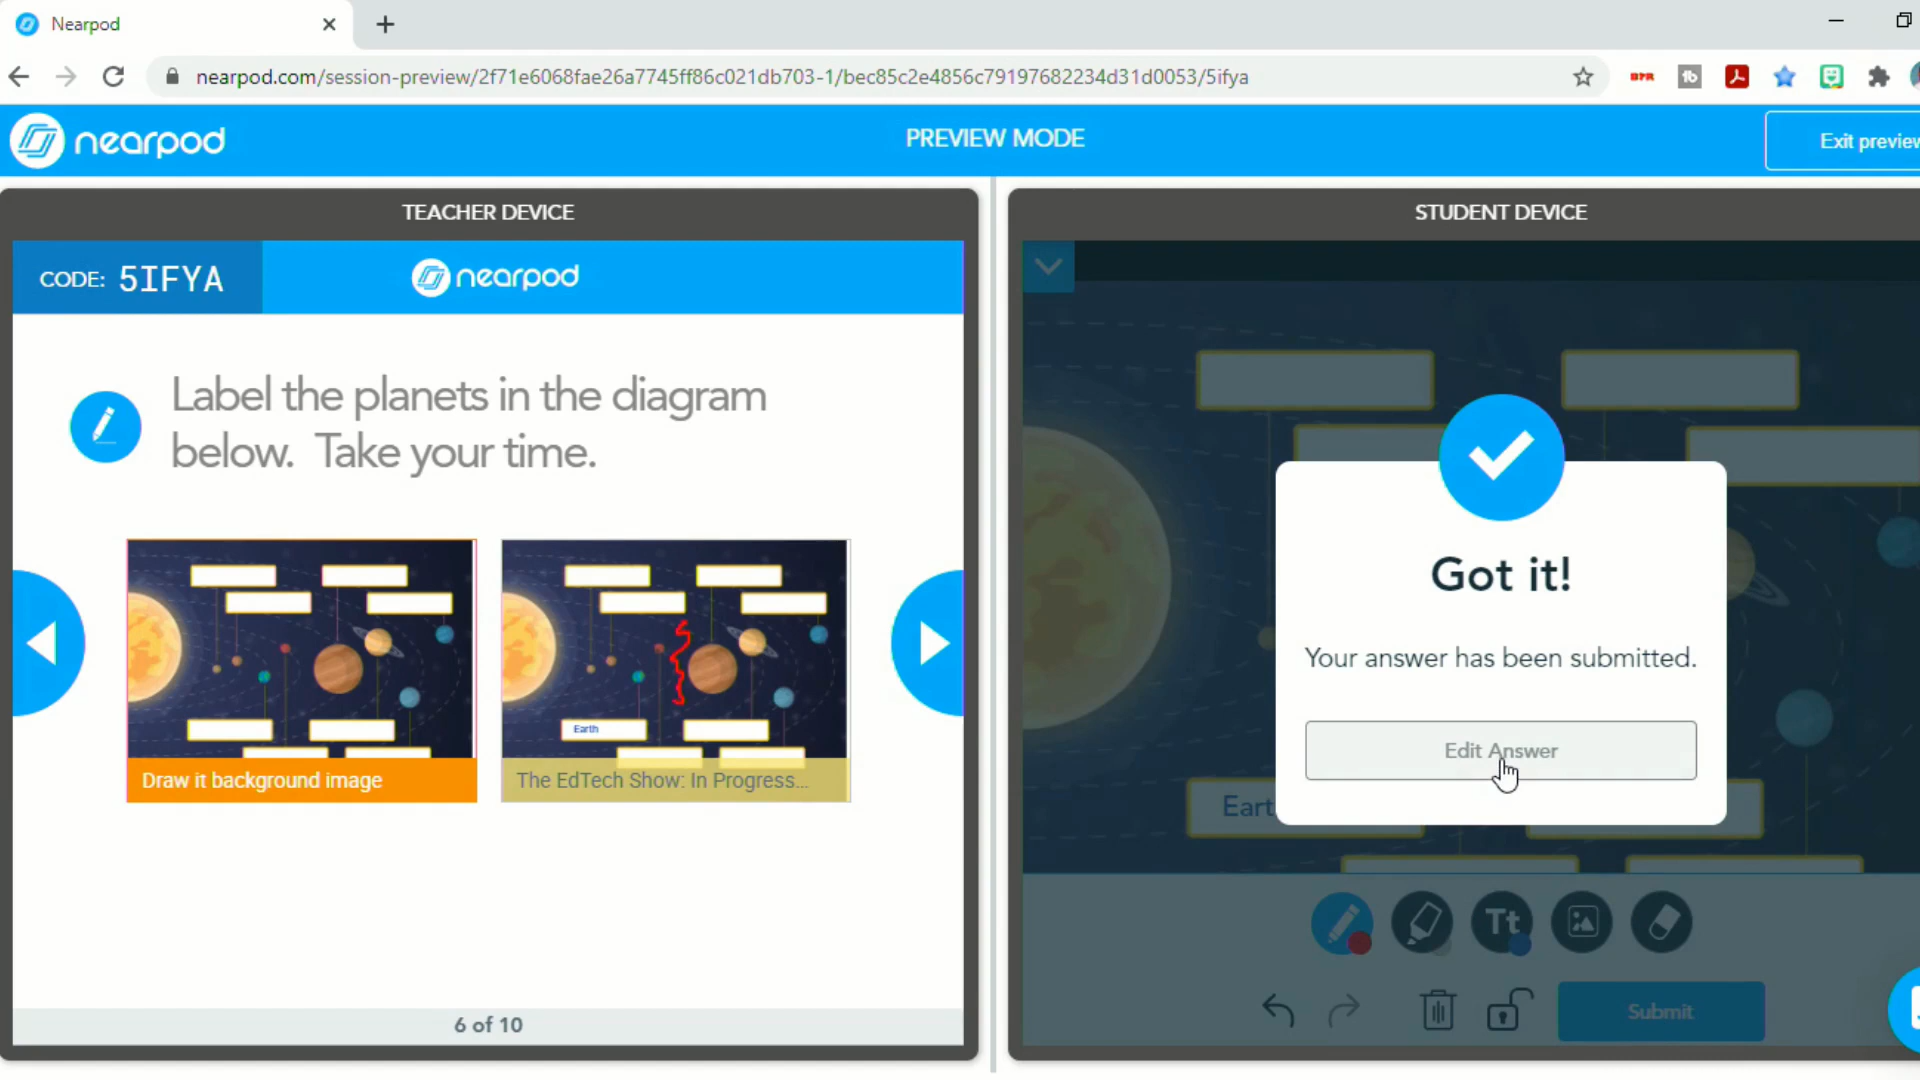 Nearpod
nearpod.com/session-preview/2f71e6068fae26a7745ff86c021db703-1/bec85c2e4856c79197682234d31d0053/5ifya
BFR
tb
nearpod
PREVIEW MODE
Exit preview
TEACHER DEVICE
STUDENT DEVICE
CODE: 5IFYA
nearpod
Label the planets in the diagram
below. Take your time.
Earth
Draw it background image
The EdTech Show: In Progress...
6 of 10
Got it!
Your answer has been submitted.
Edit Answer
Eart
Tt
Submit